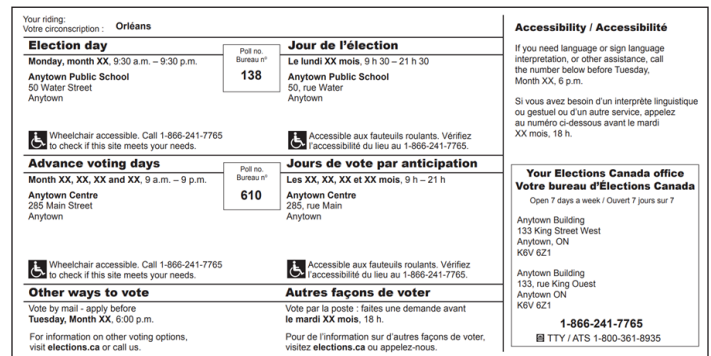 Your riding:
Votre circonscription : Orléans
Election day
Monday, month XX, 9:30 a.m. – 9:30 p.m.
Anytown Public School
50 Water Street
Anytown
Wheelchair accessible. Call 1-866-241-7765
to check if this site meets your needs.
Poll no.
Bureau nº
138
Jour de l’élection
Le lundi XX mois, 9 h 30 – 21 h 30
Anytown Public School
50, rue Water
Anytown
Accessible aux fauteuils roulants. Vérifiez
l’accessibilité du lieu au 1-866-241-7765.
Advance voting days
Month XX, XX, XX and XX, 9 a.m. – 9 p.m.
Anytown Centre
285 Main Street
Anytown
Wheelchair accessible. Call 1-866-241-7765
to check if this site meets your needs.
Poll no.
Bureau nº
610
Jours de vote par anticipation
Les XX, XX, XX et XX mois, 9 h – 21 h
Anytown Centre
285, rue Main
Anytown
Accessible aux fauteuils roulants. Vérifiez
l’accessibilité du lieu au 1-866-241-7765.
Other ways to vote
Vote by mail - apply before
Tuesday, Month XX, 6:00 p.m.
For information on other voting options,
visit elections.ca or call us.
Autres façons de voter
Vote par la poste : faites une demande avant
le mardi XX mois, 18 h.
Pour de l’information sur d’autres façons de voter,
visitez elections.ca ou appelez-nous.
Accessibility / Accessibilité
If you need language or sign language
interpretation, or other assistance, call
the number below before Tuesday,
Month XX, 6 p.m.
Si vous avez besoin d’un interprète linguistique
ou gestuel ou d’un autre service, appelez
au numéro ci-dessous avant le mardi
XX mois, 18 h.
Your Elections Canada office
Votre bureau d’Élections Canada
Open 7 days a week / Ouvert 7 jours sur 7
Anytown Building
133 King Street West
Anytown, ON
K6V 6Z1
Anytown Building
133, rue King Ouest
Anytown ON
K6V 6Z1
1-866-241-7765
TTY / ATS 1-800-361-8935